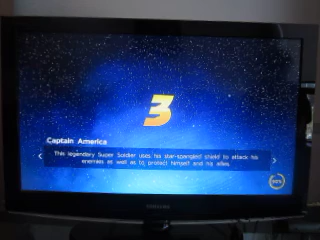 3
Captain America
This legendary Super Soldier uses his star-spangled shield to attack his
enemies as well as to protect himself and his allies.
SAMSUNG